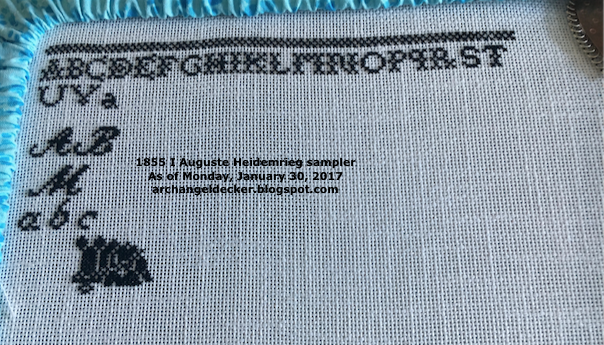 ABCDEFGHIKLMNOPQRST
UVa
AB
1855 I Auguste Heidemrieg sampler
As of Monday, January 30, 2017
archangeldecker.blogspot.com
M
abc